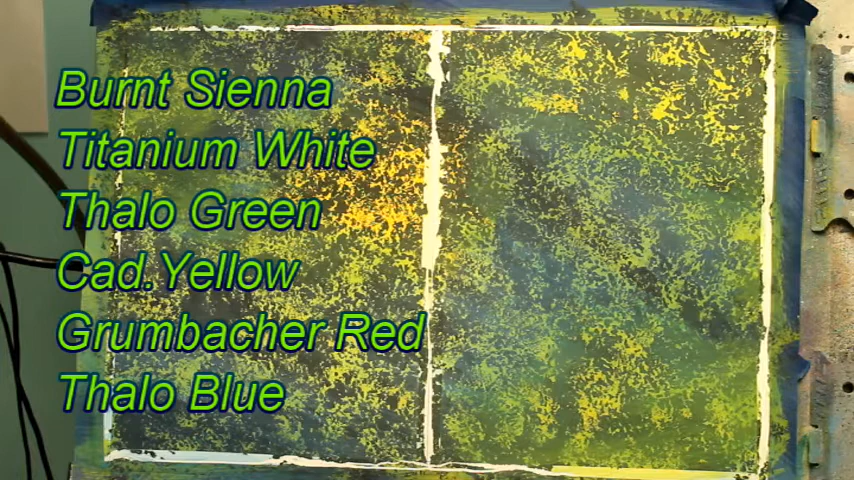 Burnt Sienna
Titanium White
Thalo Green
Cad.Yellow
Grumbacher Red
Thalo Blue